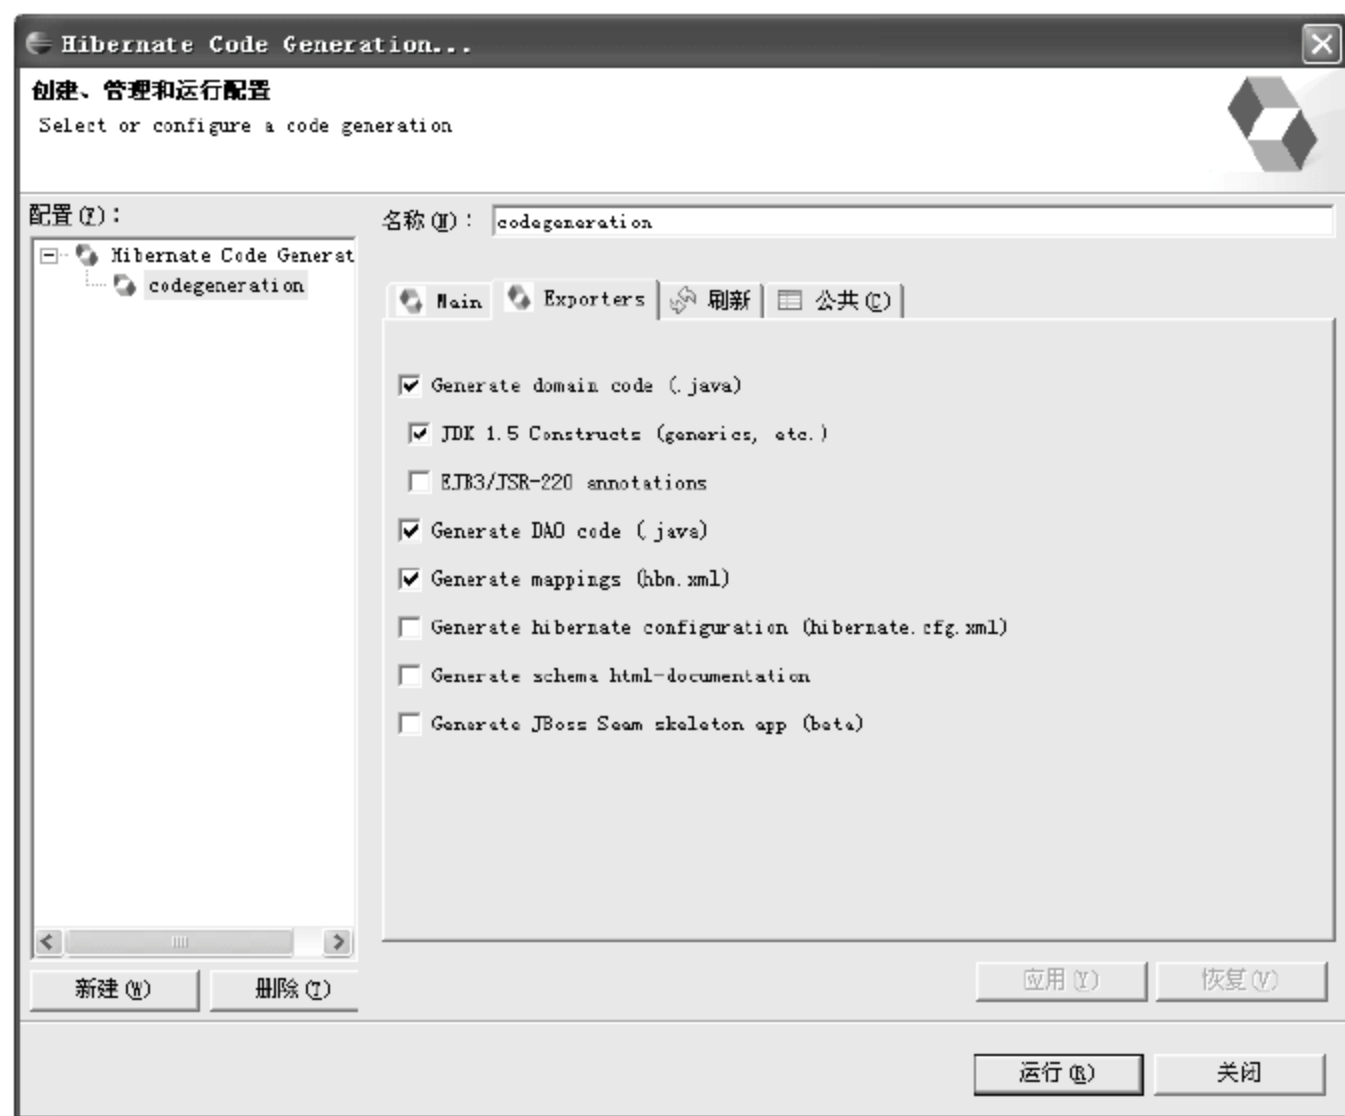 Hibernate Code Generation...
创建、管理和运行配置
Select or configure a code generation
配置(F):
名称(N): codegeneration
Hibernate Code Generat
codegeneration
Main Exporters 刷新 公共(C)
Generate domain code (.java)
JDK 1.5 Constructs (generics, etc.)
EJB3/JSR-220 annotations
Generate DAO code (.java)
Generate mappings (hbm.xml)
Generate hibernate configuration (hibernate.cfg.xml)
Generate schema html-documentation
Generate JBoss Seam skeleton app (beta)
新建(W) 删除(T)
应用(Y) 恢复(V)
运行(R) 关闭